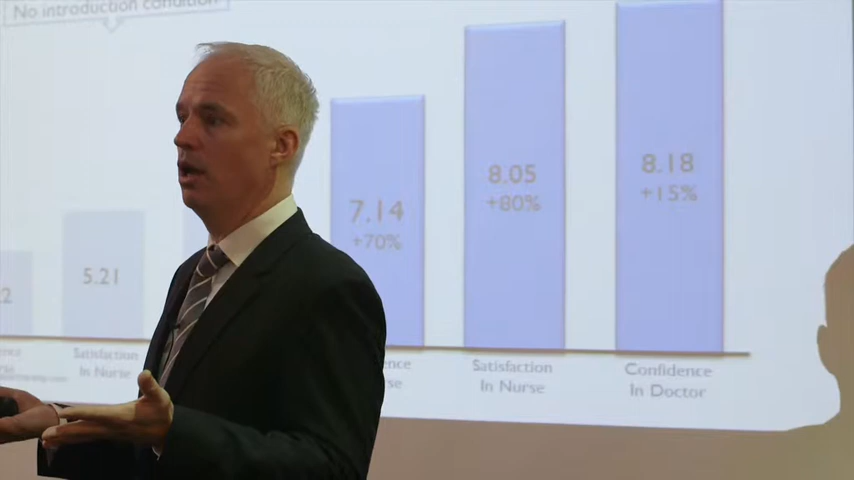 No introduction condition
5.21
7.14
+70%
8.05
+80%
8.18
+15%
Satisfaction
In Nurse
Satisfaction
In Nurse
Confidence
In Doctor